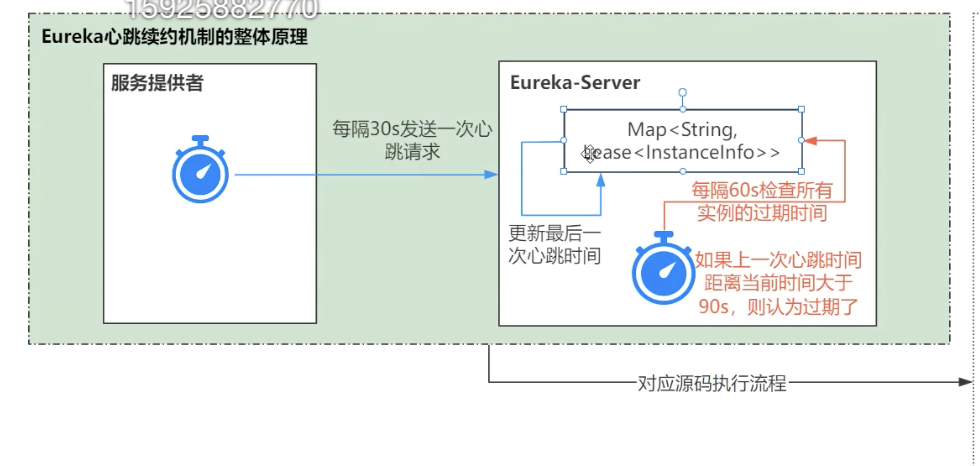 15925882770
Eureka心跳续约机制的整体原理
服务提供者
每隔30s发送一次心
跳请求
Eureka-Server
Map<String,
Lease<InstanceInfo>>
更新最后一
次心跳时间
每隔60s检查所有
实例的过期时间
如果上一次心跳时间
距离当前时间大于
90s，则认为过期了
对应源码执行流程